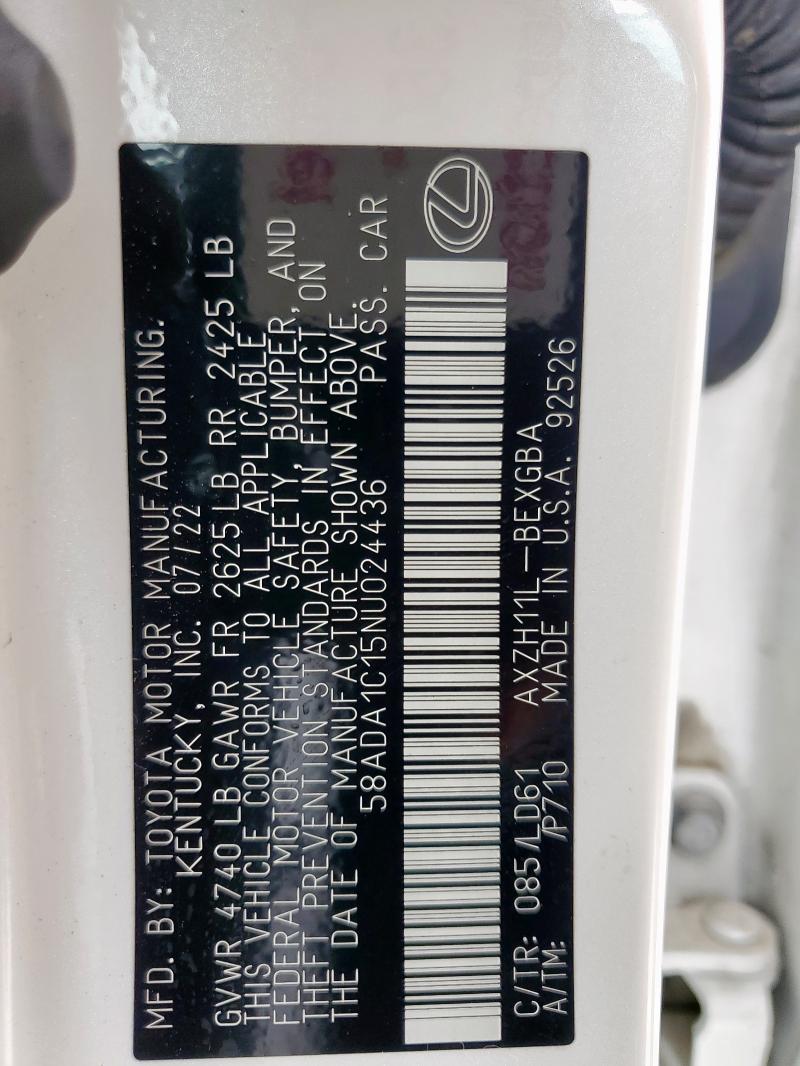 MFD. BY: TOYOTA MOTOR MANUFACTURING.
KENTUCKY, INC. 07/22
GVWR 4740 LB GAWR FR 2625 LB RR 2425 LB
THIS VEHICLE CONFORMS TO ALL APPLICABLE
FEDERAL MOTOR VEHICLE SAFETY, BUMPER, AND
THEFT PREVENTION STANDARDS IN EFFECT ON
THE DATE OF MANUFACTURE SHOWN ABOVE.
58ADA1C15NU024436 PASS. CAR
C/TR: 085/LD61 AXZH11L-BEXGBA
A/TM: /P710 MADE IN U.S.A. 92526